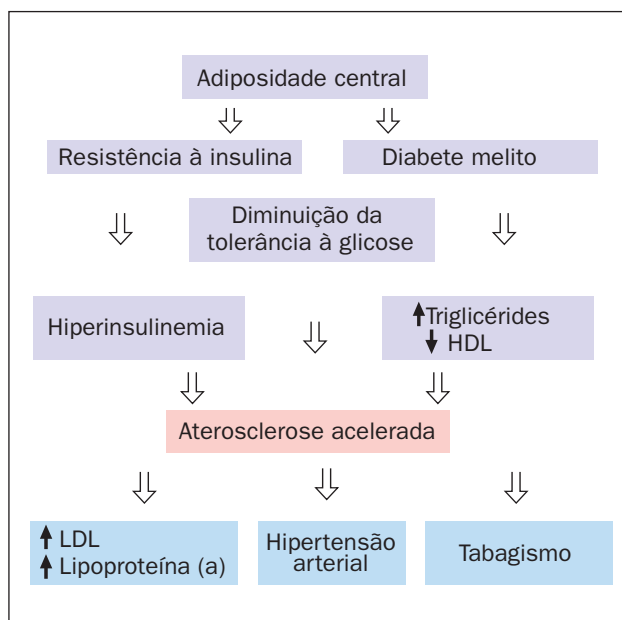 Adiposidade central
Resistência à insulina
Diabete melito
Diminuição da
tolerância à glicose
Hiperinsulinemia
↑Triglicérides
↓ HDL
Aterosclerose acelerada
↑ LDL
↑ Lipoproteína (a)
Hipertensão
arterial
Tabagismo